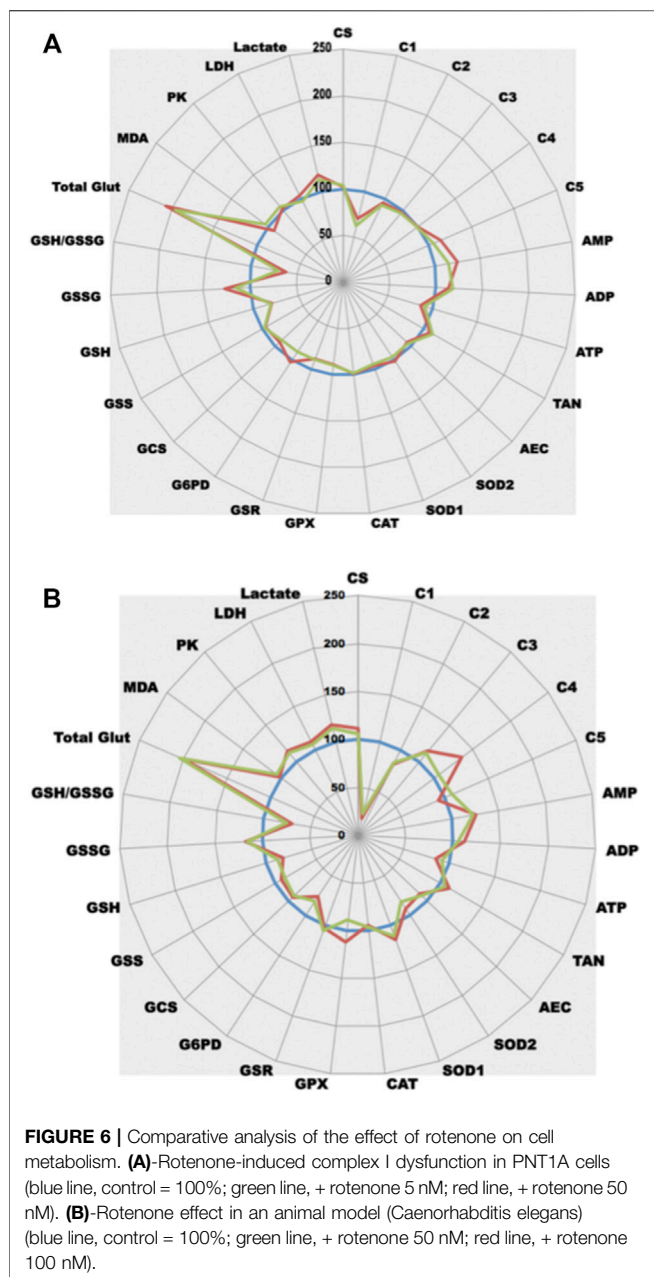 A
CS
C1
C2
C3
C4
C5
AMP
ADP
ATP
TAN
AEC
SOD2
SOD1
CAT
GPX
GSR
G6PD
GCS
GSS
GSH
GSSG
GSH/GSSG
Total Glut
MDA
PK
LDH
Lactate
250
200
150
100
50
0
B
CS
C1
C2
C3
C4
C5
AMP
ADP
ATP
TAN
AEC
SOD2
SOD1
CAT
GPX
GSR
G6PD
GCS
GSS
GSH
GSSG
GSH/GSSG
Total Glut
MDA
PK
LDH
Lactate
250
200
150
100
50
0
FIGURE 6 | Comparative analysis of the effect of rotenone on cell
metabolism. (A)-Rotenone-induced complex I dysfunction in PNT1A cells
(blue line, control = 100%; green line, + rotenone 5 nM; red line, + rotenone 50
nM). (B)-Rotenone effect in an animal model (Caenorhabditis elegans)
(blue line, control = 100%; green line, + rotenone 50 nM; red line, + rotenone
100 nM).